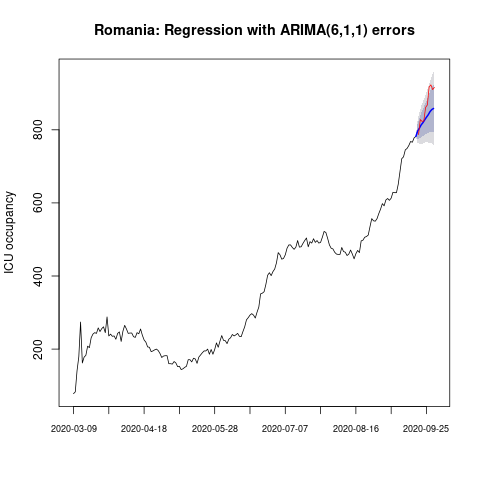 Romania: Regression with ARIMA(6,1,1) errors
ICU occupancy
800
600
400
200
2020-03-09 2020-04-18 2020-05-28 2020-07-07 2020-08-16 2020-09-25